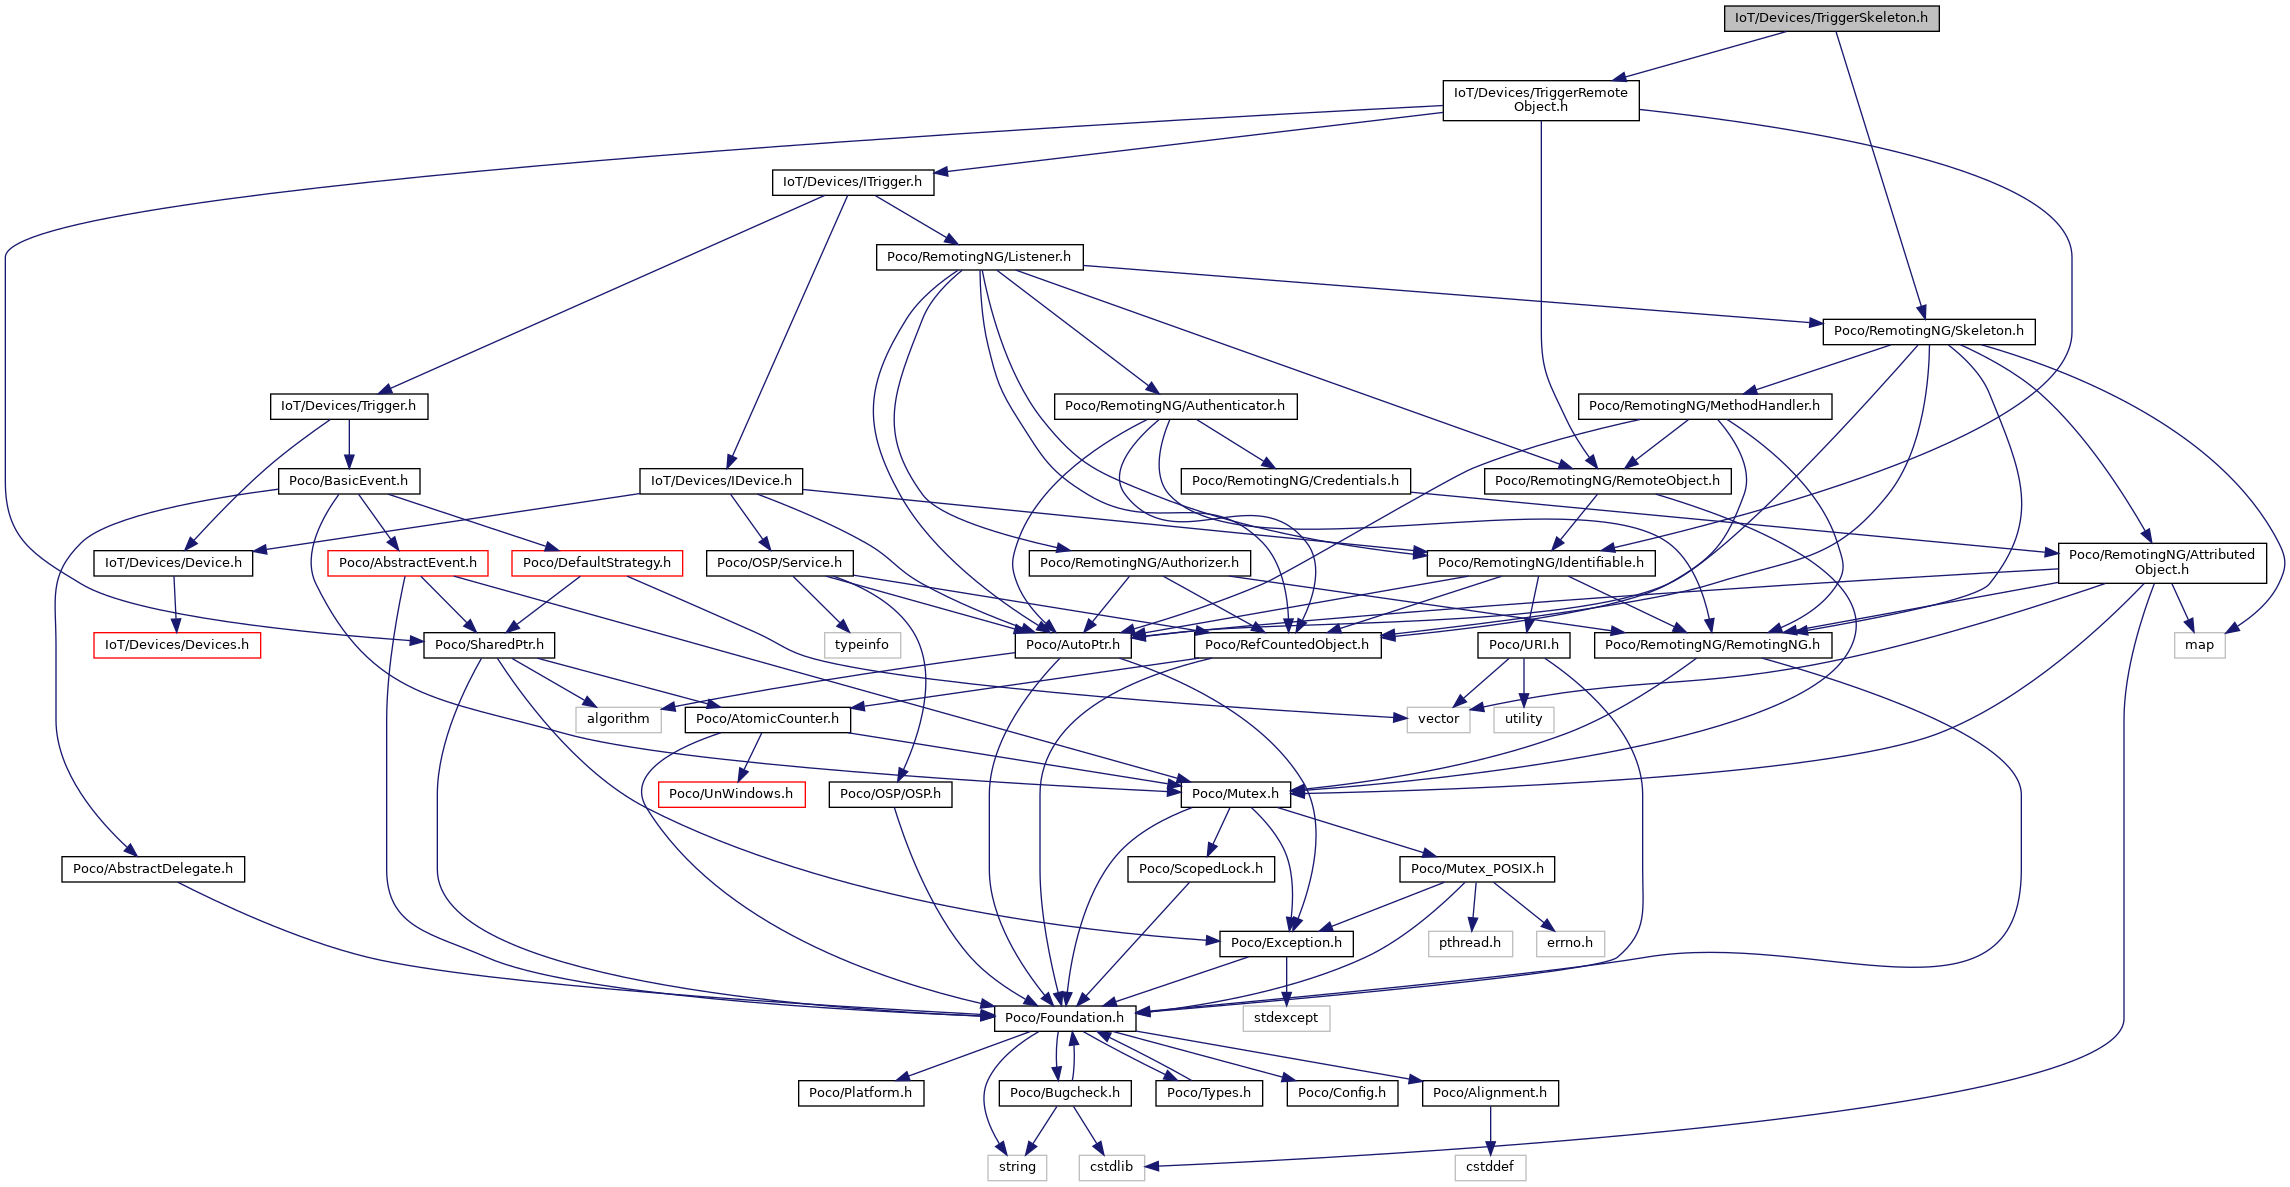 IoT/Devices/TriggerSkeleton.h
IoT/Devices/TriggerRemote
Object.h
IoT/Devices/ITrigger.h
Poco/RemotingNG/Listener.h
Poco/RemotingNG/Skeleton.h
IoT/Devices/Trigger.h
Poco/RemotingNG/Authenticator.h
Poco/RemotingNG/MethodHandler.h
Poco/BasicEvent.h
IoT/Devices/IDevice.h
Poco/RemotingNG/Credentials.h
Poco/RemotingNG/RemoteObject.h
IoT/Devices/Device.h
Poco/AbstractEvent.h
Poco/DefaultStrategy.h
Poco/OSP/Service.h
Poco/RemotingNG/Authorizer.h
Poco/RemotingNG/Identifiable.h
Poco/RemotingNG/Attributed
Object.h
IoT/Devices/Devices.h
Poco/SharedPtr.h
typeinfo
Poco/AutoPtr.h
Poco/RefCountedObject.h
Poco/URI.h
Poco/RemotingNG/RemotingNG.h
map
algorithm
Poco/AtomicCounter.h
vector
utility
Poco/UnWindows.h
Poco/OSP/OSP.h
Poco/Mutex.h
Poco/AbstractDelegate.h
Poco/ScopedLock.h
Poco/Mutex_POSIX.h
Poco/Exception.h
pthread.h
errno.h
Poco/Foundation.h
stdexcept
Poco/Platform.h
Poco/Bugcheck.h
Poco/Types.h
Poco/Config.h
Poco/Alignment.h
string
cstdlib
cstddef